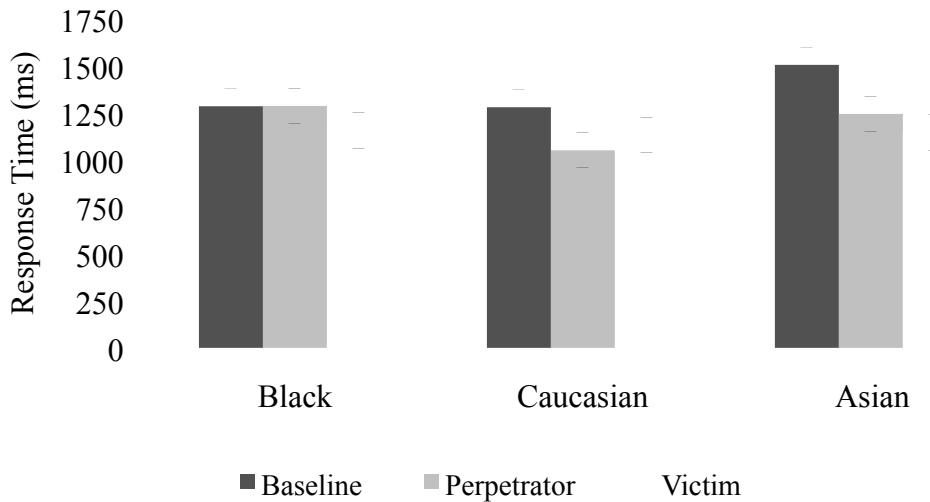 1750
1500
1250
1000
750
500
250
0
Response Time (ms)
Black Caucasian Asian
Baseline Perpetrator Victim